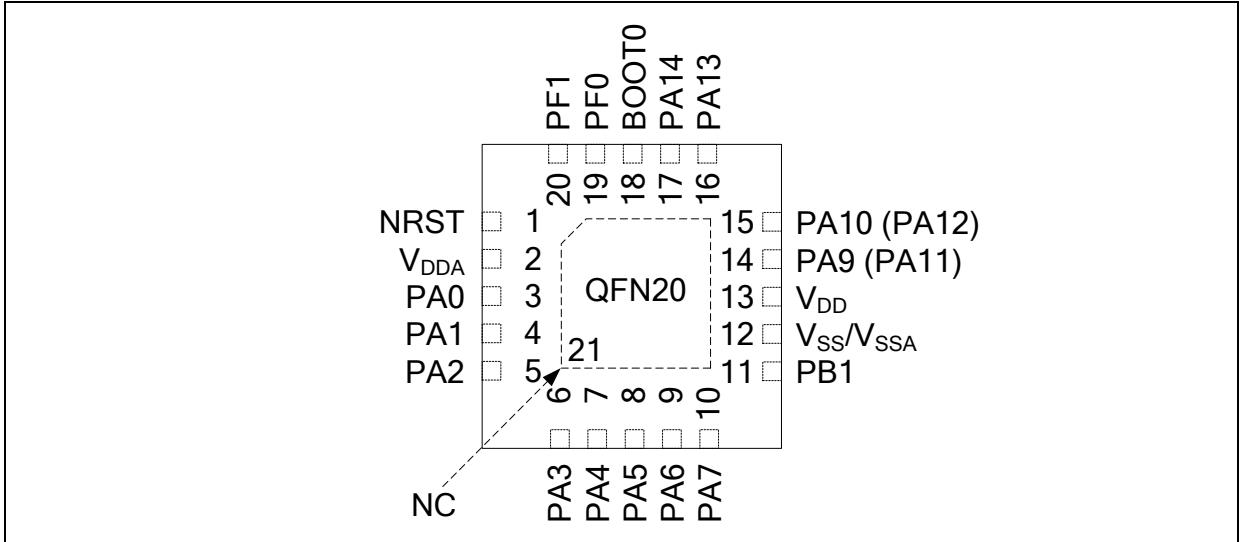 PF1
PF0
BOOT0
PA14
PA13
20
19
18
17
16
NRST 1
VDDA 2
PA0 3
PA1 4
PA2 5
QFN20
21
15 PA10 (PA12)
14 PA9 (PA11)
13 VDD
12 VSS/VSSA
11 PB1
6
7
8
9
10
PA3
PA4
PA5
PA6
PA7
NC